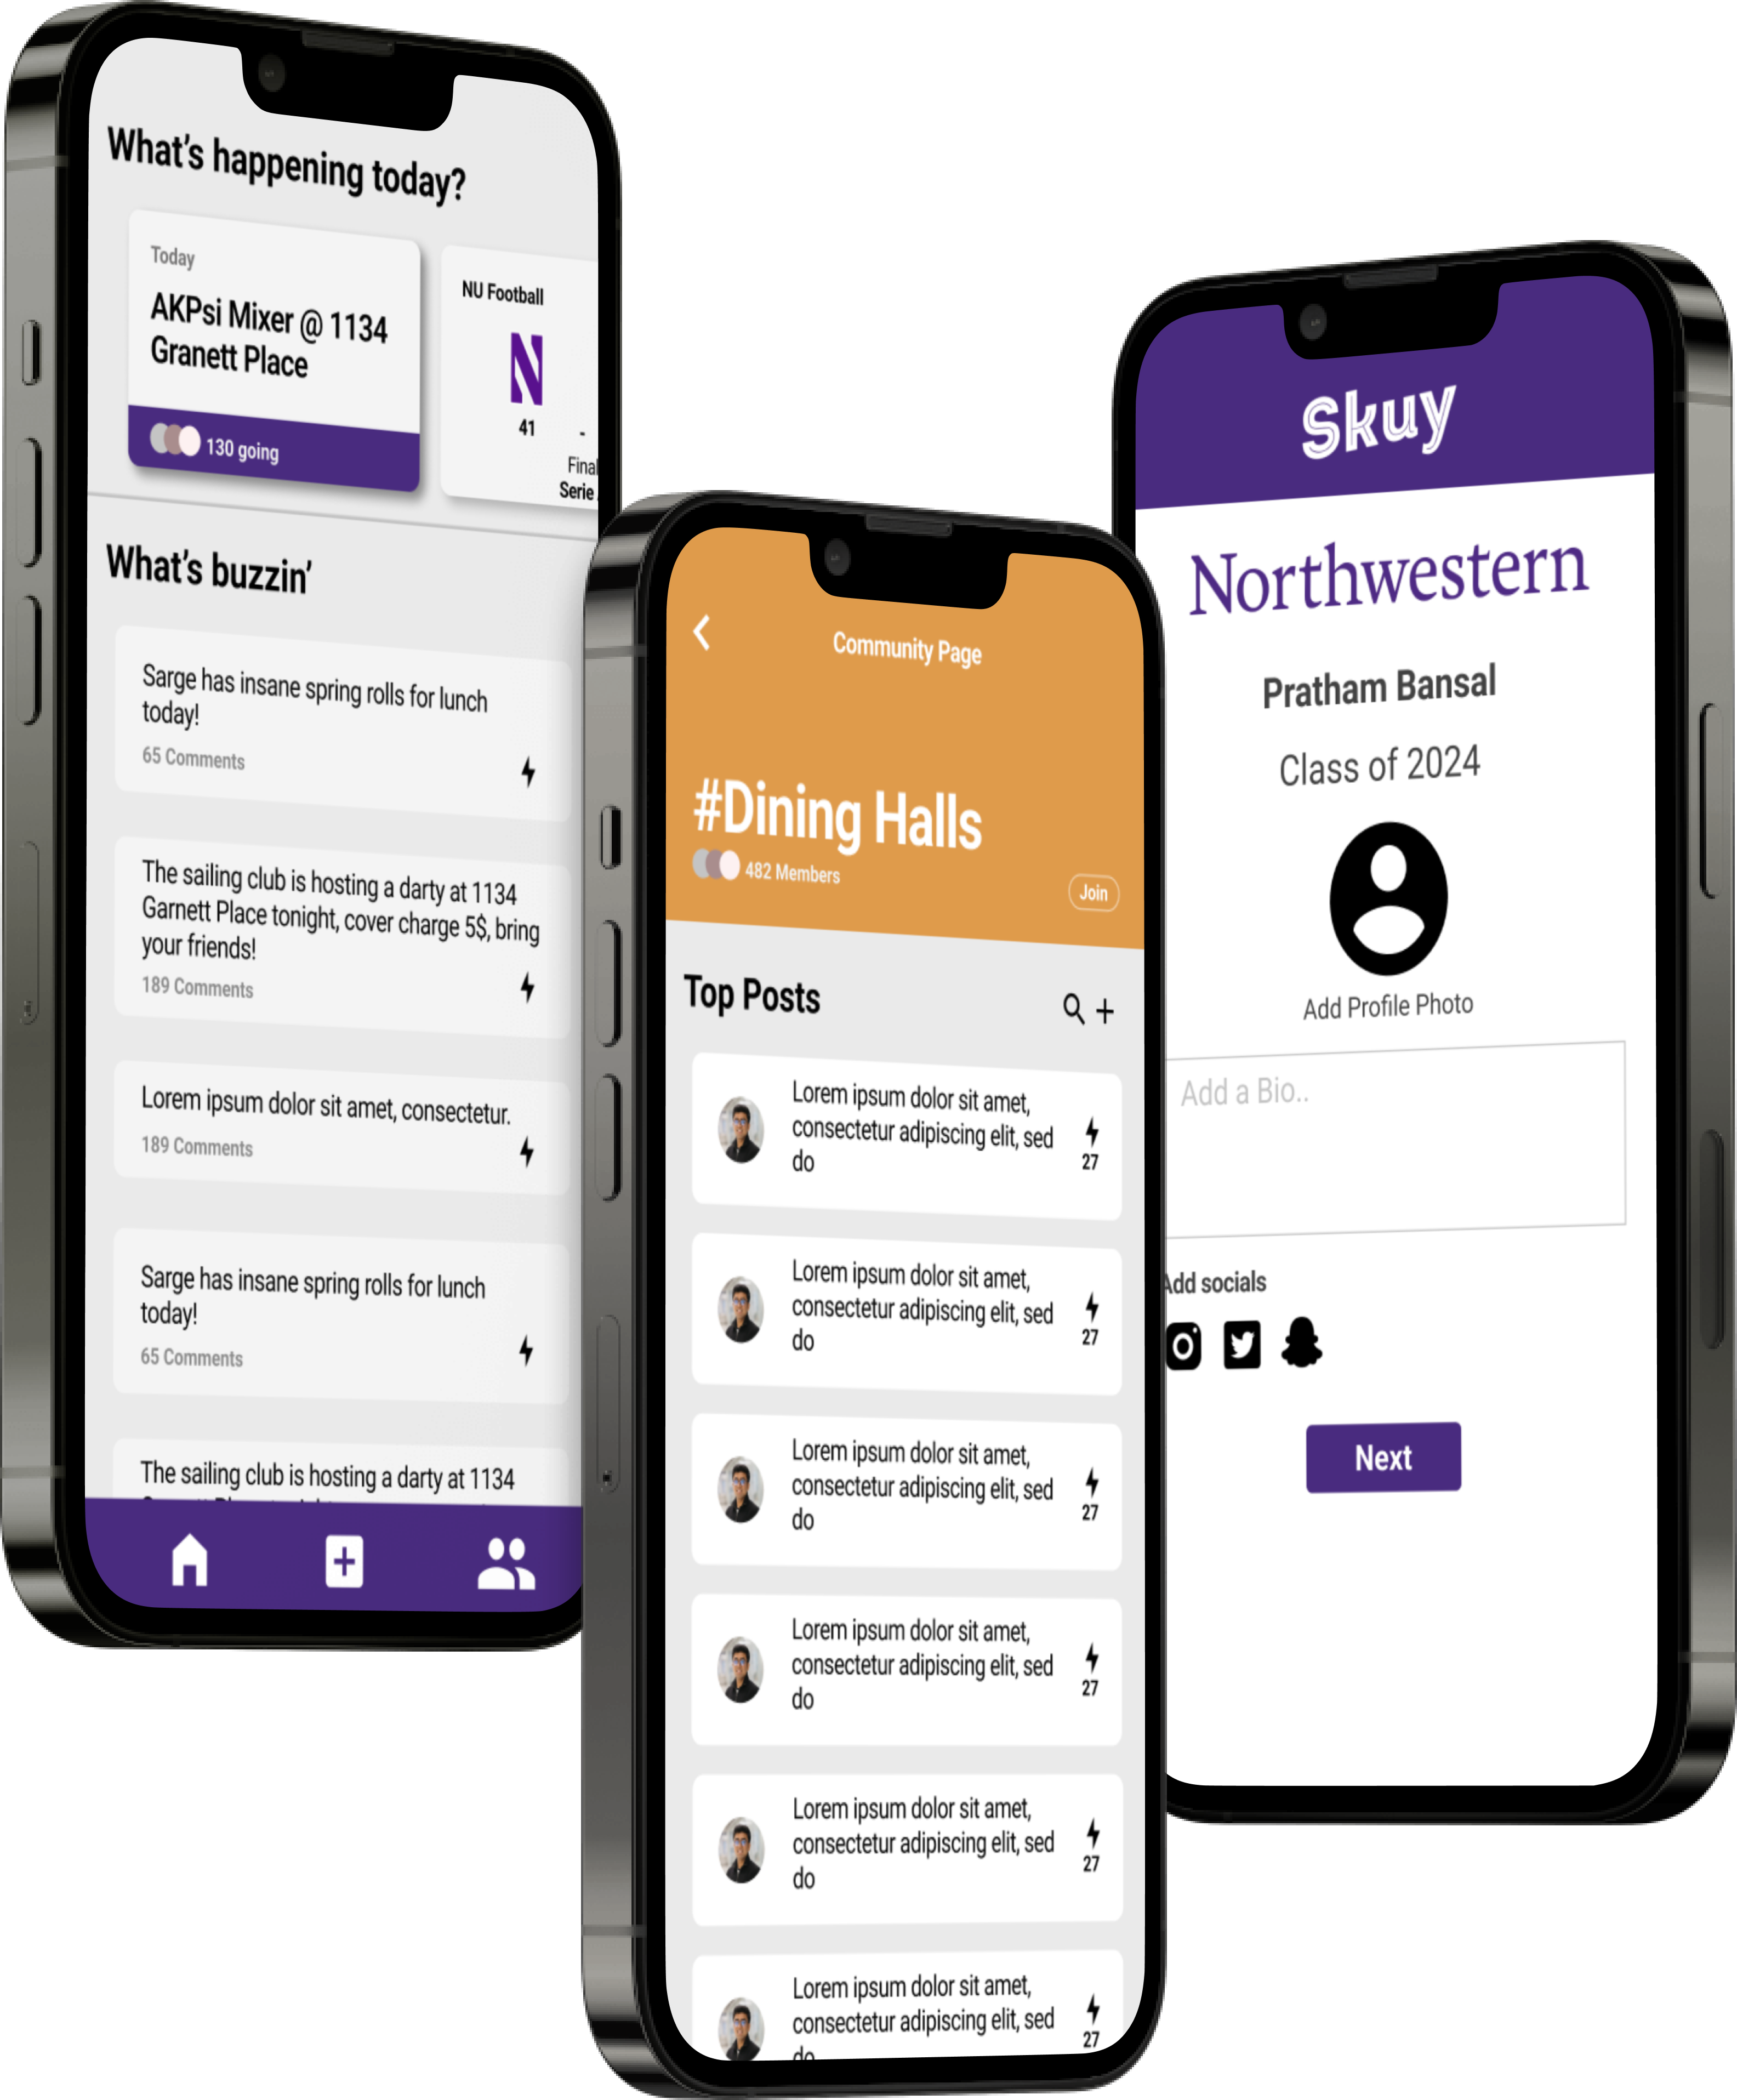 What's happening today?
Today
AKPsi Mixer @ 1134
Granett Place
130 going
NU Football
N
41
-
Final
Serie
What's buzzin'
Sarge has insane spring rolls for lunch
today!
65 Comments
The sailing club is hosting a darty at 1134
Garnett Place tonight, cover charge 5$, bring
your friends!
189 Comments
Lorem ipsum dolor sit amet, consectetur.
189 Comments
Sarge has insane spring rolls for lunch
today!
65 Comments
The sailing club is hosting a darty at 1134
Community Page
#Dining Halls
482 Members
Join
Top Posts
Lorem ipsum dolor sit amet,
consectetur adipiscing elit, sed
do
27
Lorem ipsum dolor sit amet,
consectetur adipiscing elit, sed
do
27
Lorem ipsum dolor sit amet,
consectetur adipiscing elit, sed
do
27
Lorem ipsum dolor sit amet,
consectetur adipiscing elit, sed
do
27
Lorem ipsum dolor sit amet,
consectetur adipiscing elit, sed
do
27
Lorem ipsum dolor sit amet,
consectetur adipiscing elit, sed
do
27
Skuy
Northwestern
Pratham Bansal
Class of 2024
Add Profile Photo
Add a Bio..
Add socials
Next